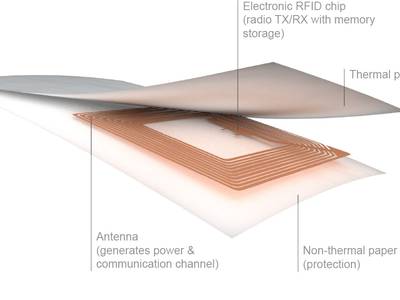 Electronic RFID chip
(radio TX/RX with memory
storage)
Thermal p
Antenna
(generates power &
communication channel)
Non-thermal paper
(protection)